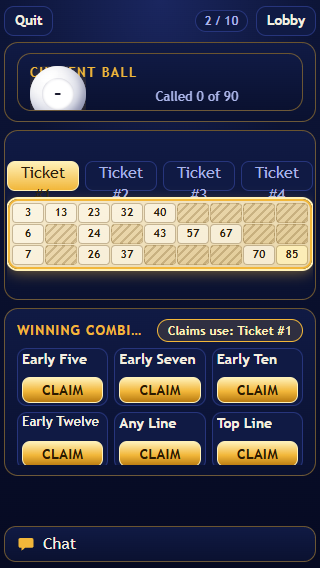 Quit
2 / 10
Lobby
CURRENT BALL
-
Called 0 of 90
Ticket #1
Ticket #2
Ticket #3
Ticket #4
3 13 23 32 40
6 24 43 57 67
7 26 37 70 85
WINNING COMBI...
Claims use: Ticket #1
Early Five
Early Seven
Early Ten
CLAIM
CLAIM
CLAIM
Early Twelve
Any Line
Top Line
CLAIM
CLAIM
CLAIM
Chat